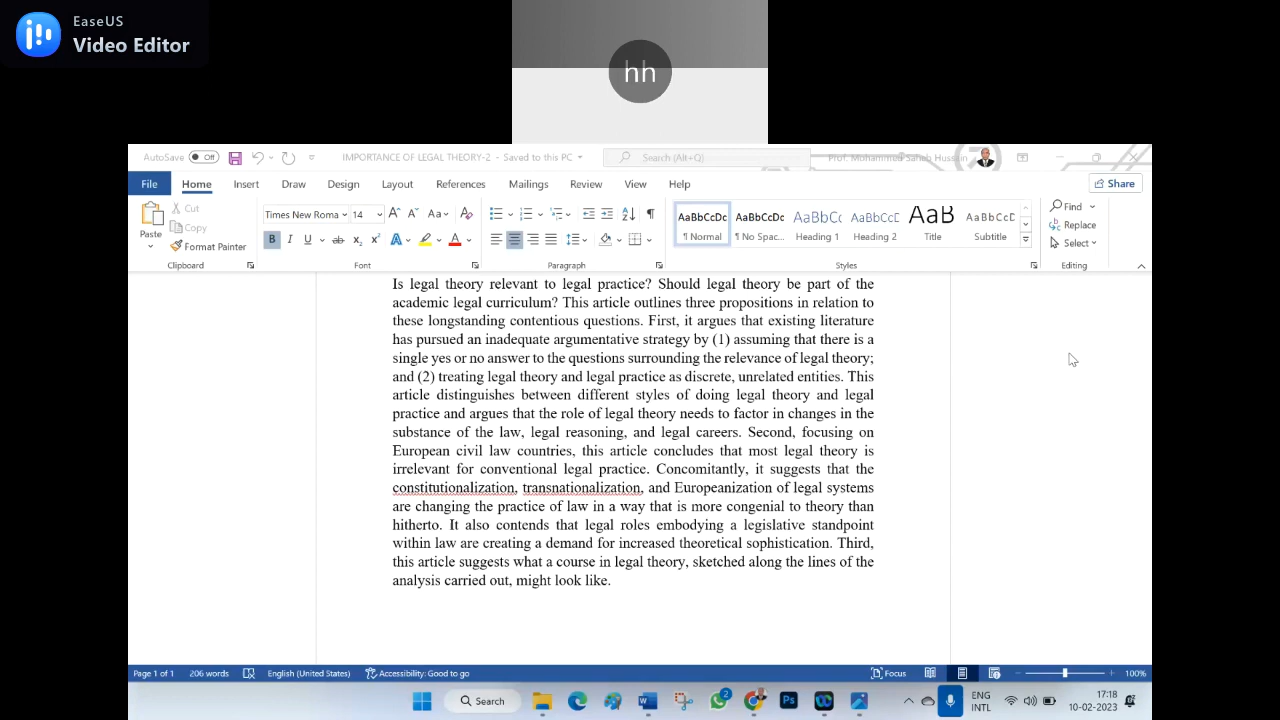 EaseUS
Video Editor
hh
AutoSave Off
IMPORTANCE OF LEGAL THEORY-2 - Saved to this PC
Search (Alt+Q)
Prof. Mohammed Saheb Hussain
File Home Insert Draw Design Layout References Mailings Review View Help
Share
Paste
Cut
Copy
Format Painter
Clipboard
Times New Roma 14
Font
Paragraph
AaBbCcDc AaBbCcDc AaBbCc AaBbCcD AaB AaBbCcD
¶ Normal ¶ No Spac... Heading 1 Heading 2 Title Subtitle
Styles
Find
Replace
Select
Editing
Is legal theory relevant to legal practice? Should legal theory be part of the
academic legal curriculum? This article outlines three propositions in relation to
these longstanding contentious questions. First, it argues that existing literature
has pursued an inadequate argumentative strategy by (1) assuming that there is a
single yes or no answer to the questions surrounding the relevance of legal theory;
and (2) treating legal theory and legal practice as discrete, unrelated entities. This
article distinguishes between different styles of doing legal theory and legal
practice and argues that the role of legal theory needs to factor in changes in the
substance of the law, legal reasoning, and legal careers. Second, focusing on
European civil law countries, this article concludes that most legal theory is
irrelevant for conventional legal practice. Concomitantly, it suggests that the
constitutionalization, transnationalization, and Europeanization of legal systems
are changing the practice of law in a way that is more congenial to theory than
hitherto. It also contends that legal roles embodying a legislative standpoint
within law are creating a demand for increased theoretical sophistication. Third,
this article suggests what a course in legal theory, sketched along the lines of the
analysis carried out, might look like.
Page 1 of 1 206 words English (United States) Accessibility: Good to go Focus 100%
Search
2
Ps
ENG
INTL
17:18
10-02-2023